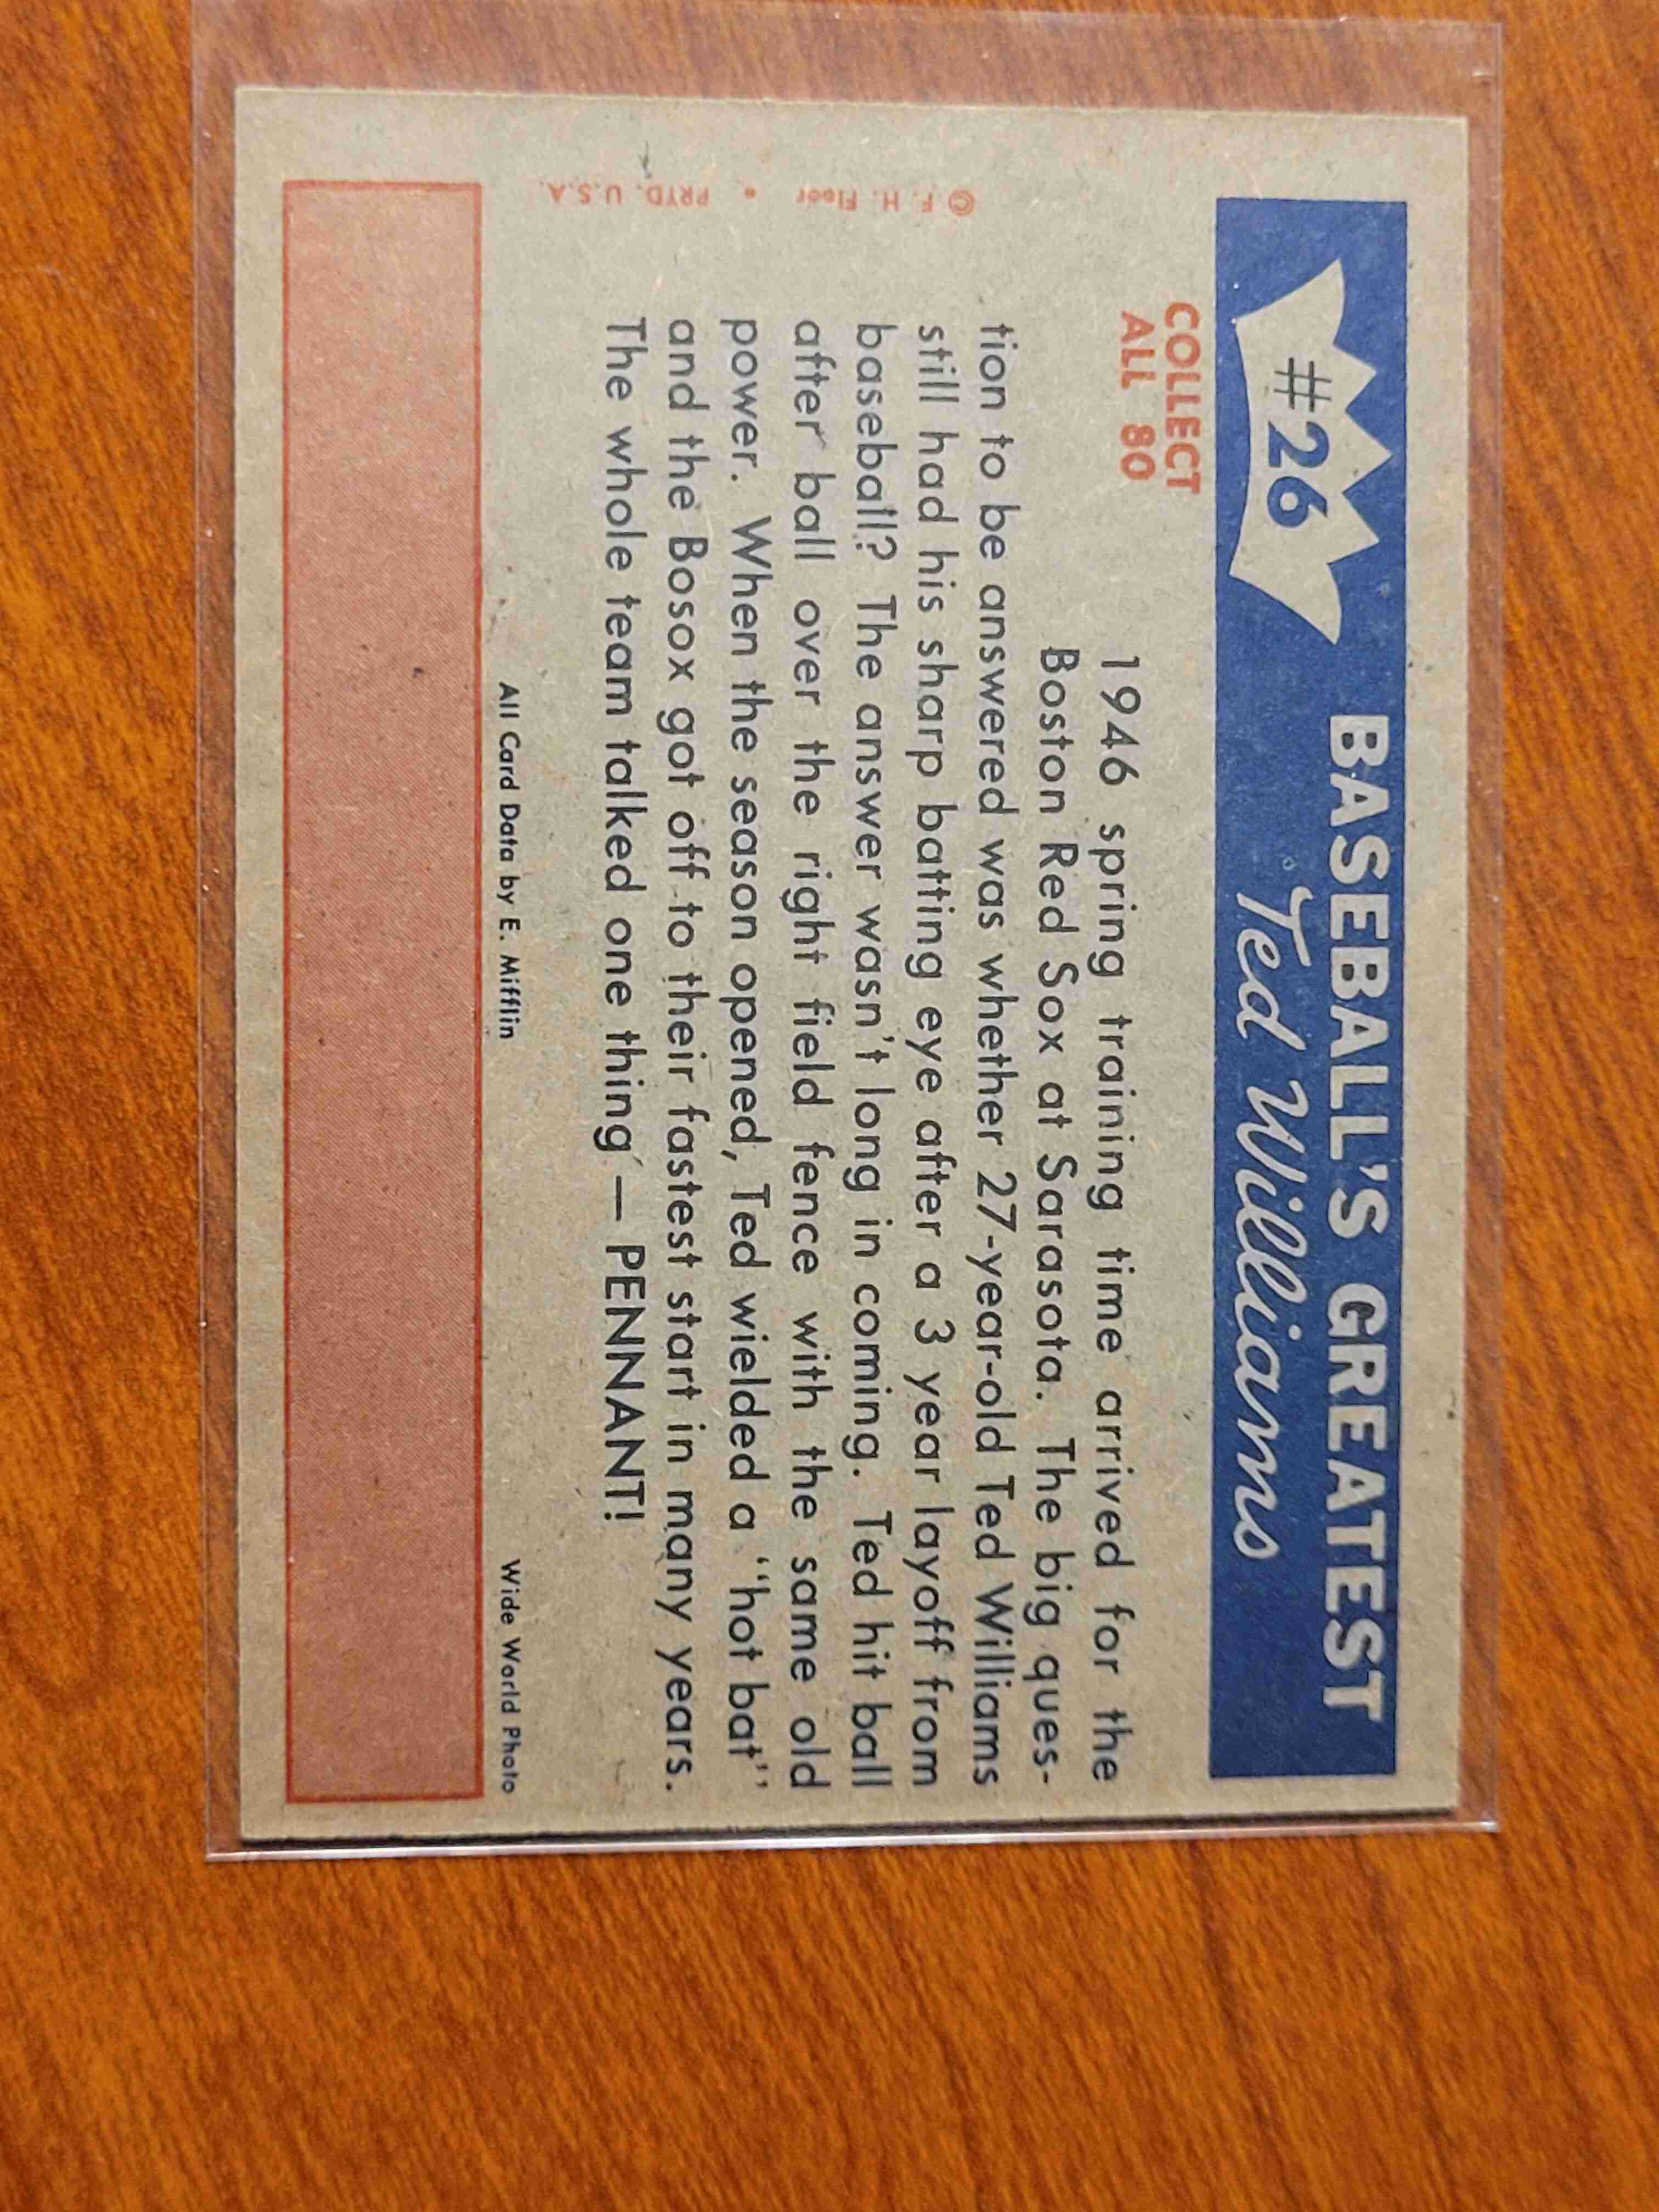 #26
BASEBALL'S GREATEST
Ted Williams
COLLECT
ALL 80
1946 spring training time arrived for the
Boston Red Sox at Sarasota. The big ques-
tion to be answered was whether 27-year-old Ted Williams
still had his sharp batting eye after a 3 year layoff from
baseball? The answer wasn't long in coming. Ted hit ball
after ball over the right field fence with the same old
power. When the season opened, Ted wielded a "hot bat"
and the Bosox got off to their fastest start in many years.
The whole team talked one thing — PENNANT!
All Card Data by E. Mifflin
Wide World Photo
© F. H. Fleer • PRTD. U.S.A.